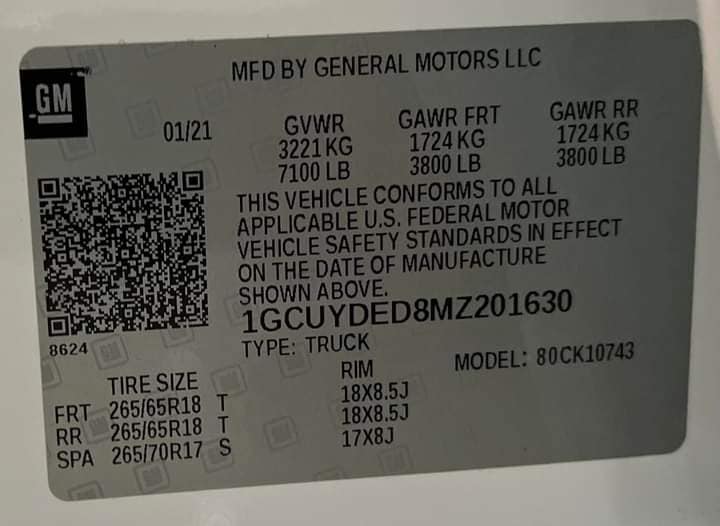 MFD BY GENERAL MOTORS LLC
GM
01/21
GVWR GAWR FRT GAWR RR
3221 KG 1724 KG 1724 KG
7100 LB 3800 LB 3800 LB
THIS VEHICLE CONFORMS TO ALL
APPLICABLE U.S. FEDERAL MOTOR
VEHICLE SAFETY STANDARDS IN EFFECT
ON THE DATE OF MANUFACTURE
SHOWN ABOVE.
1GCUYDED8MZ201630
8624
TYPE: TRUCK
MODEL: 80CK10743
TIRE SIZE RIM
FRT 265/65R18 T 18X8.5J
RR 265/65R18 T 18X8.5J
SPA 265/70R17 S 17X8J